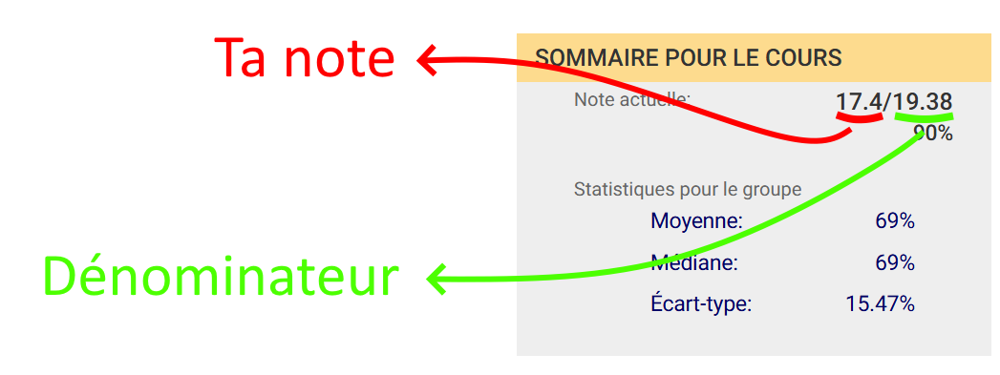 Ta note
SOMMAIRE POUR LE COURS
Note actuelle: 17.4/19.38
90%
Statistiques pour le groupe
Moyenne: 69%
Dénominateur
Médiane: 69%
Écart-type: 15.47%